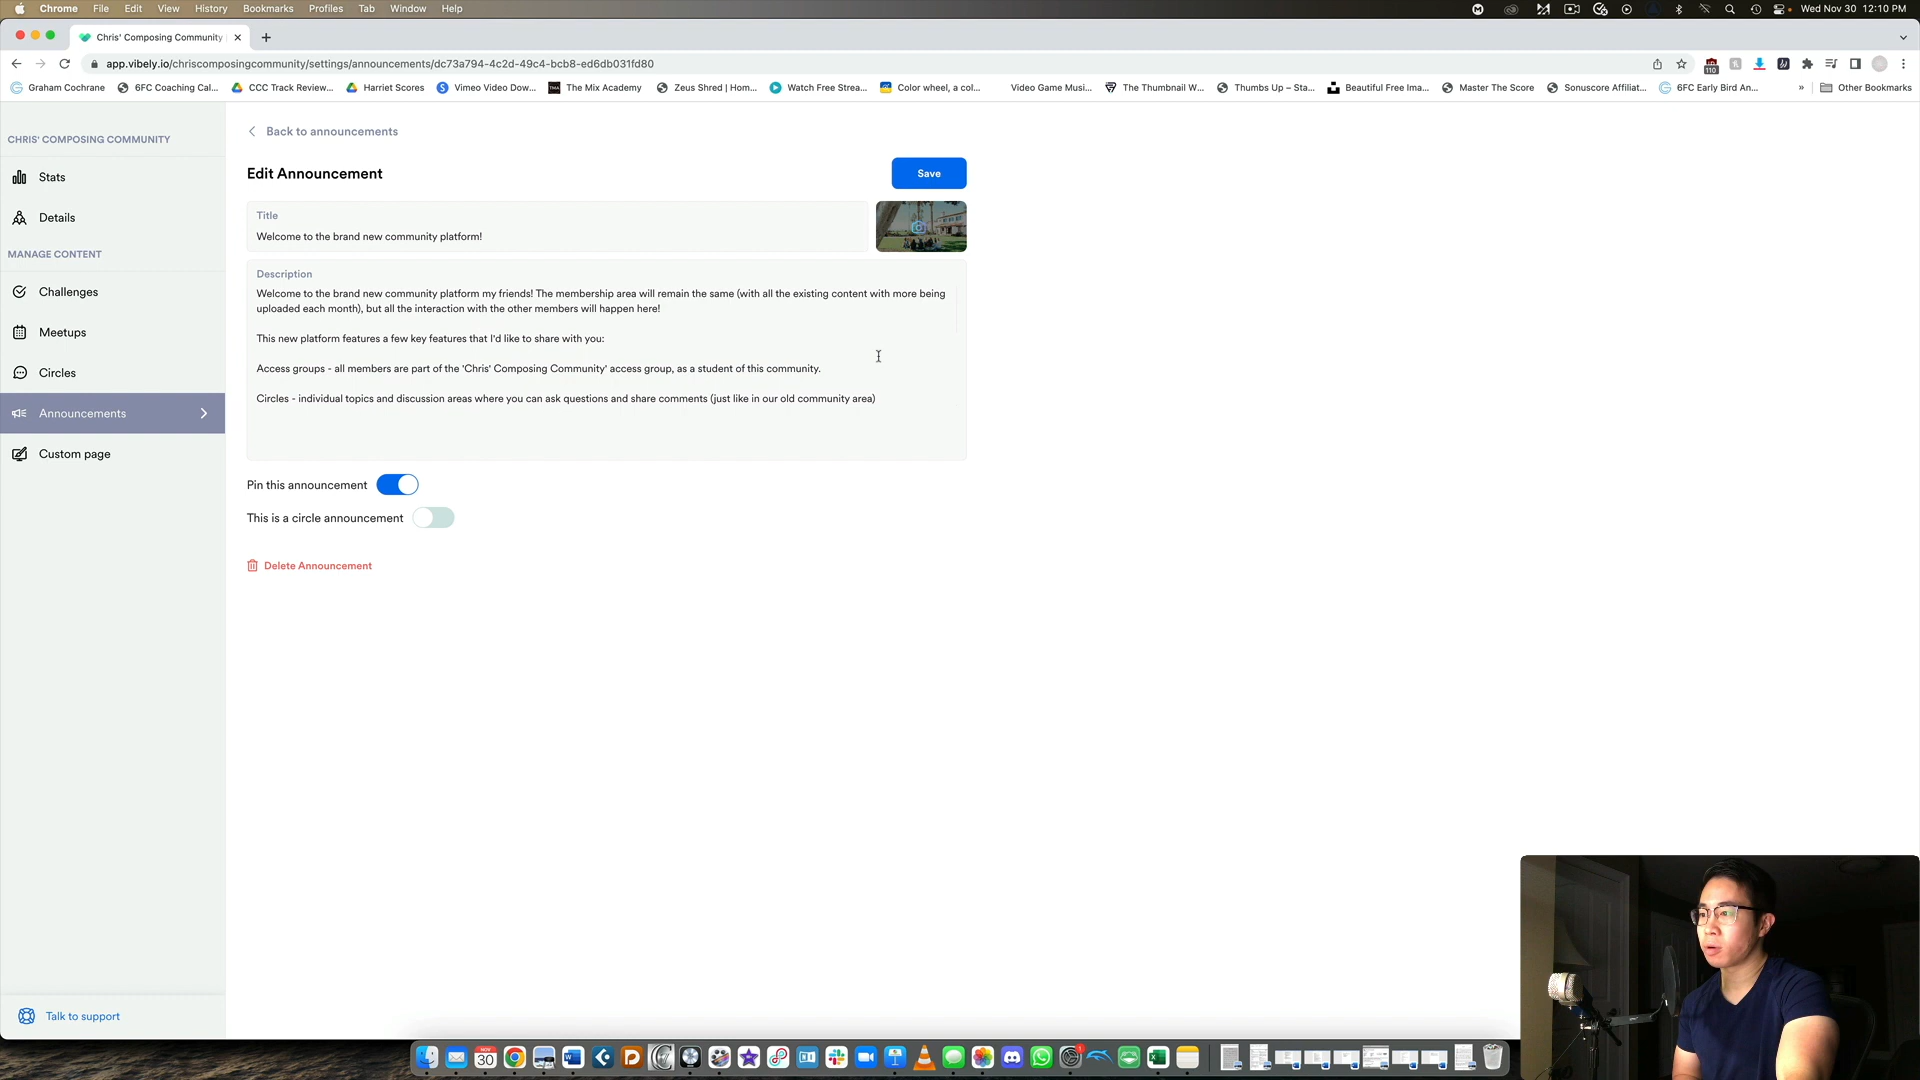 Chrome File Edit View History Bookmarks Profiles Tab Window Help Wed Nov 30 12:10 PM
Chris' Composing Community
app.vibely.io/chriscomposingcommunity/settings/announcements/dc73a794-4c2d-49c4-bcb8-ed6db031fd80 110
Graham Cochrane 6FC Coaching Cal... CCC Track Review... Harriet Scores Vimeo Video Dow... The Mix Academy Zeus Shred | Hom... Watch Free Strea... Color wheel, a col... Video Game Musi... The Thumbnail W... Thumbs Up – Sta... Beautiful Free Ima... Master The Score Sonuscore Affiliat... 6FC Early Bird An... » Other Bookmarks
CHRIS' COMPOSING COMMUNITY
Stats
Details
MANAGE CONTENT
Challenges
Meetups
Circles
Announcements
Custom page
Talk to support
Back to announcements
Edit Announcement
Save
Title
Welcome to the brand new community platform!
Description
Welcome to the brand new community platform my friends! The membership area will remain the same (with all the existing content with more being
uploaded each month), but all the interaction with the other members will happen here!
This new platform features a few key features that I'd like to share with you:
Access groups - all members are part of the 'Chris' Composing Community' access group, as a student of this community.
Circles - individual topics and discussion areas where you can ask questions and share comments (just like in our old community area)
Pin this announcement
This is a circle announcement
Delete Announcement
NOV
30
1